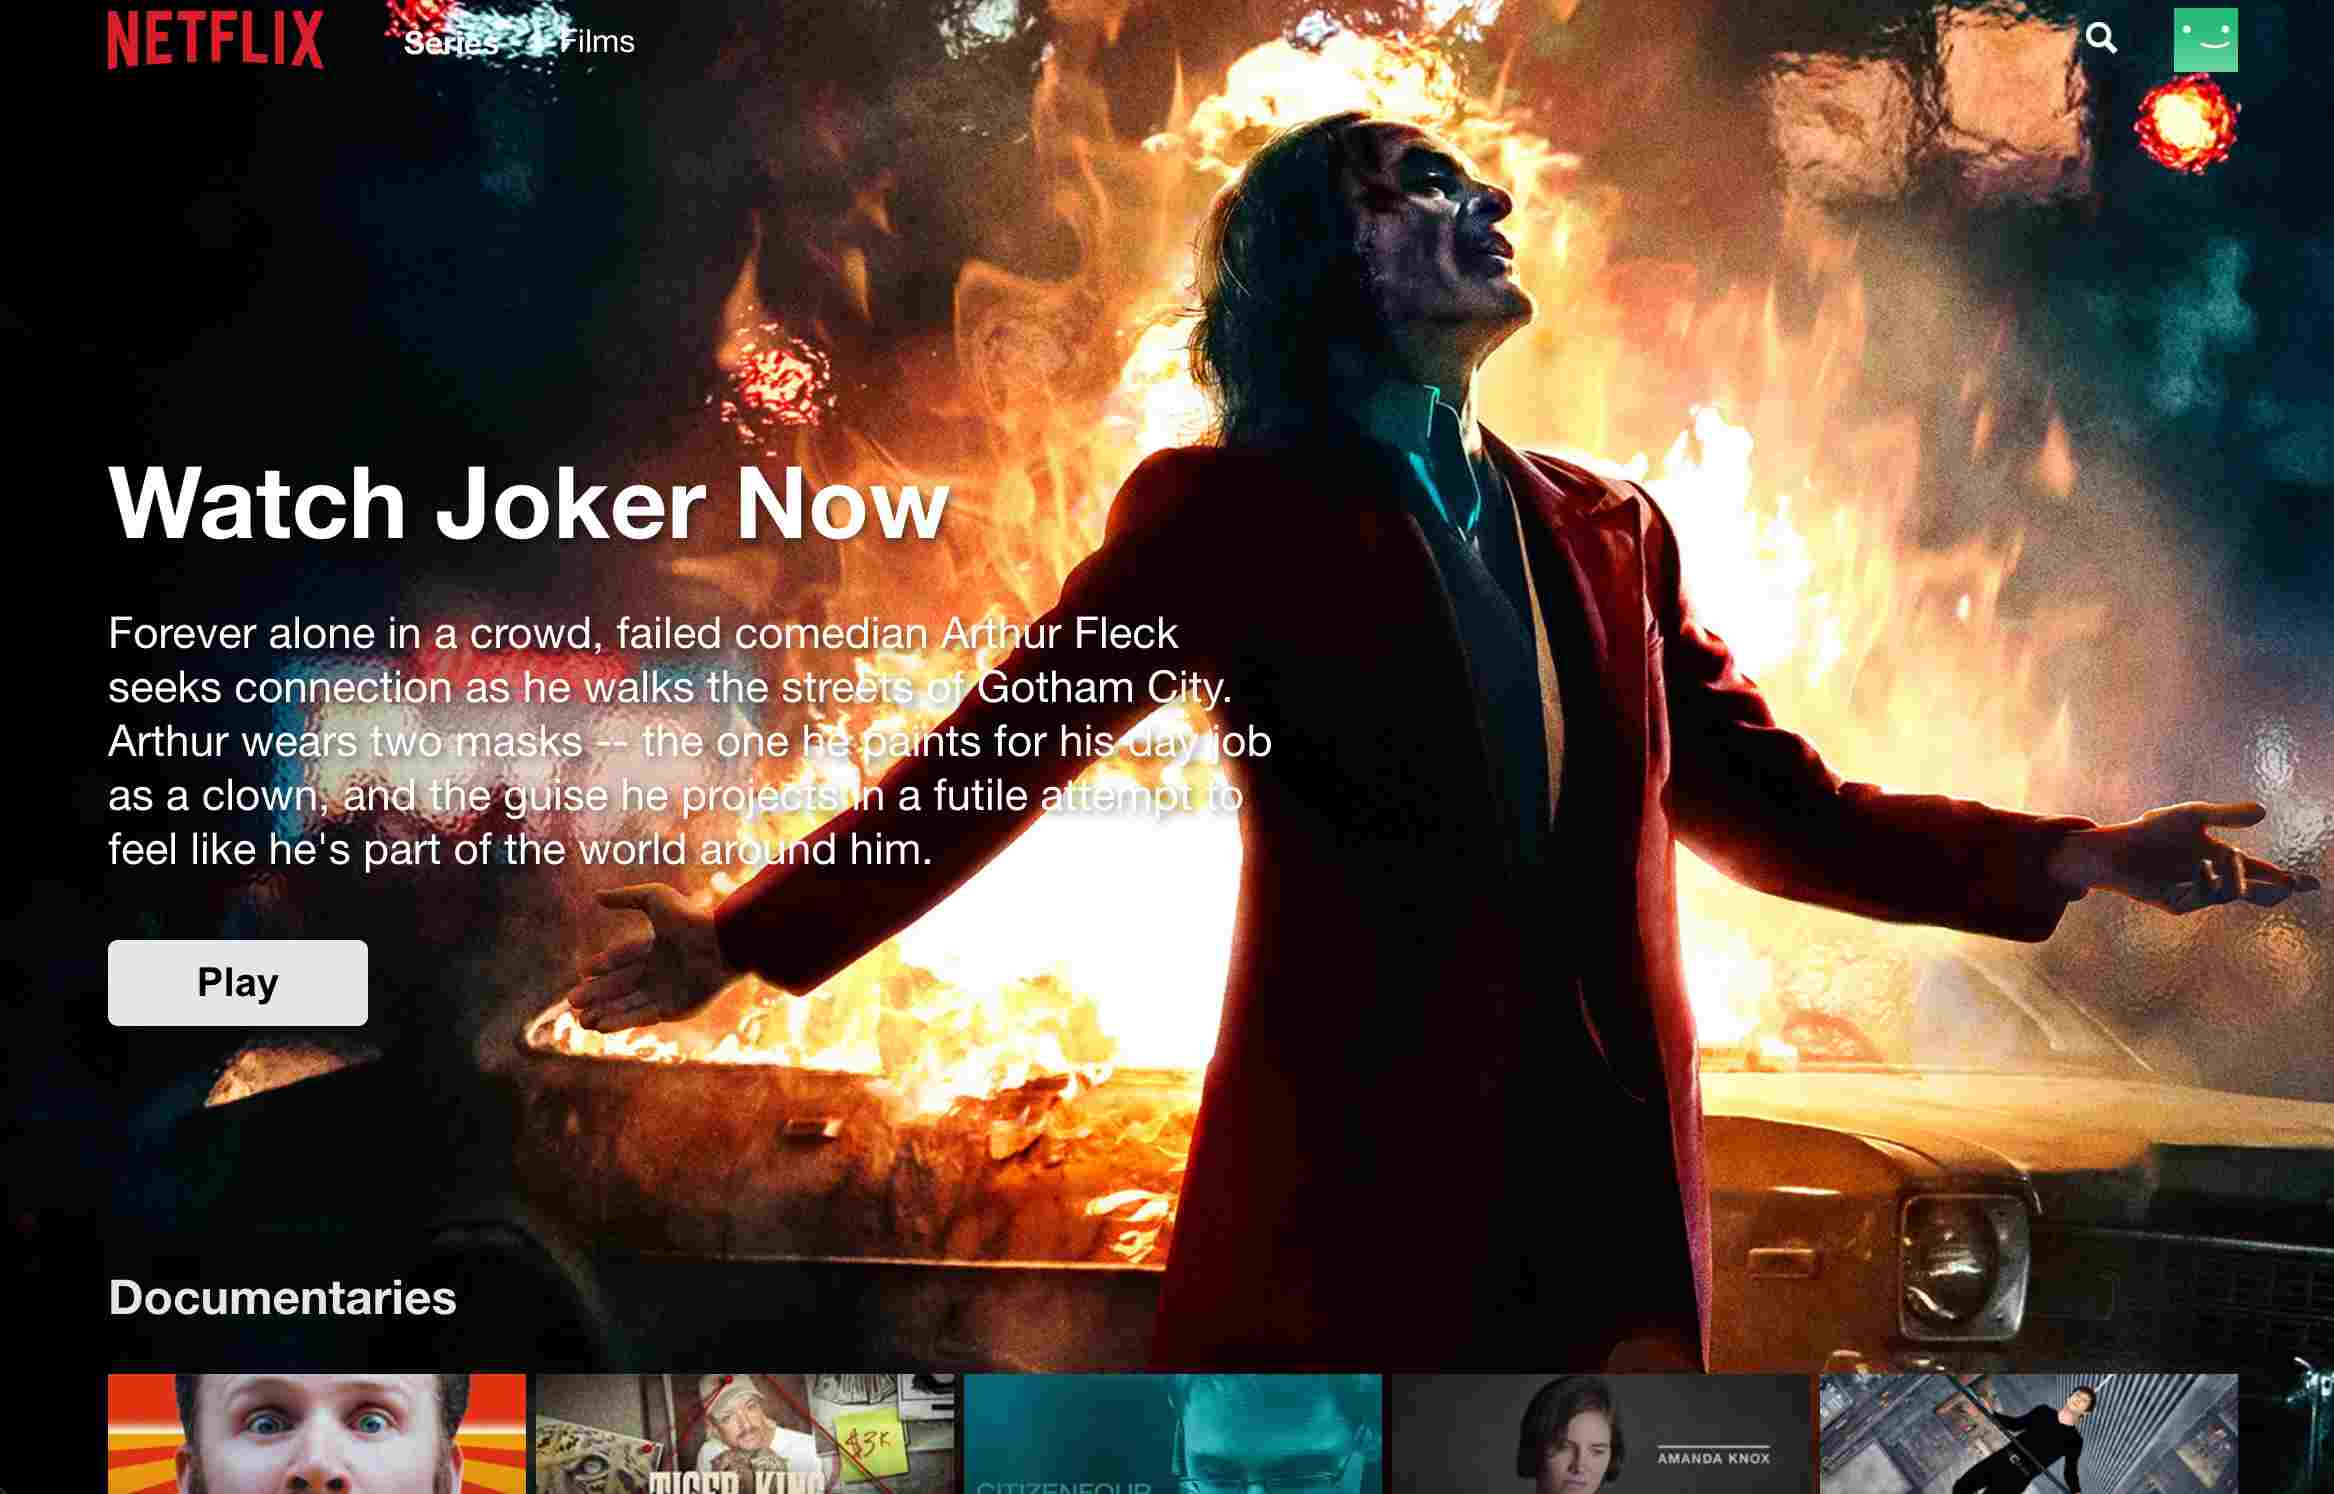 NETFLIX
Series Films
Watch Joker Now
Forever alone in a crowd, failed comedian Arthur Fleck
seeks connection as he walks the streets of Gotham City.
Arthur wears two masks -- the one he paints for his day job
as a clown, and the guise he projects in a futile attempt to
feel like he's part of the world around him.
Play
Documentaries
$3K
TIGER KING
CITIZENFOUR
AMANDA KNOX